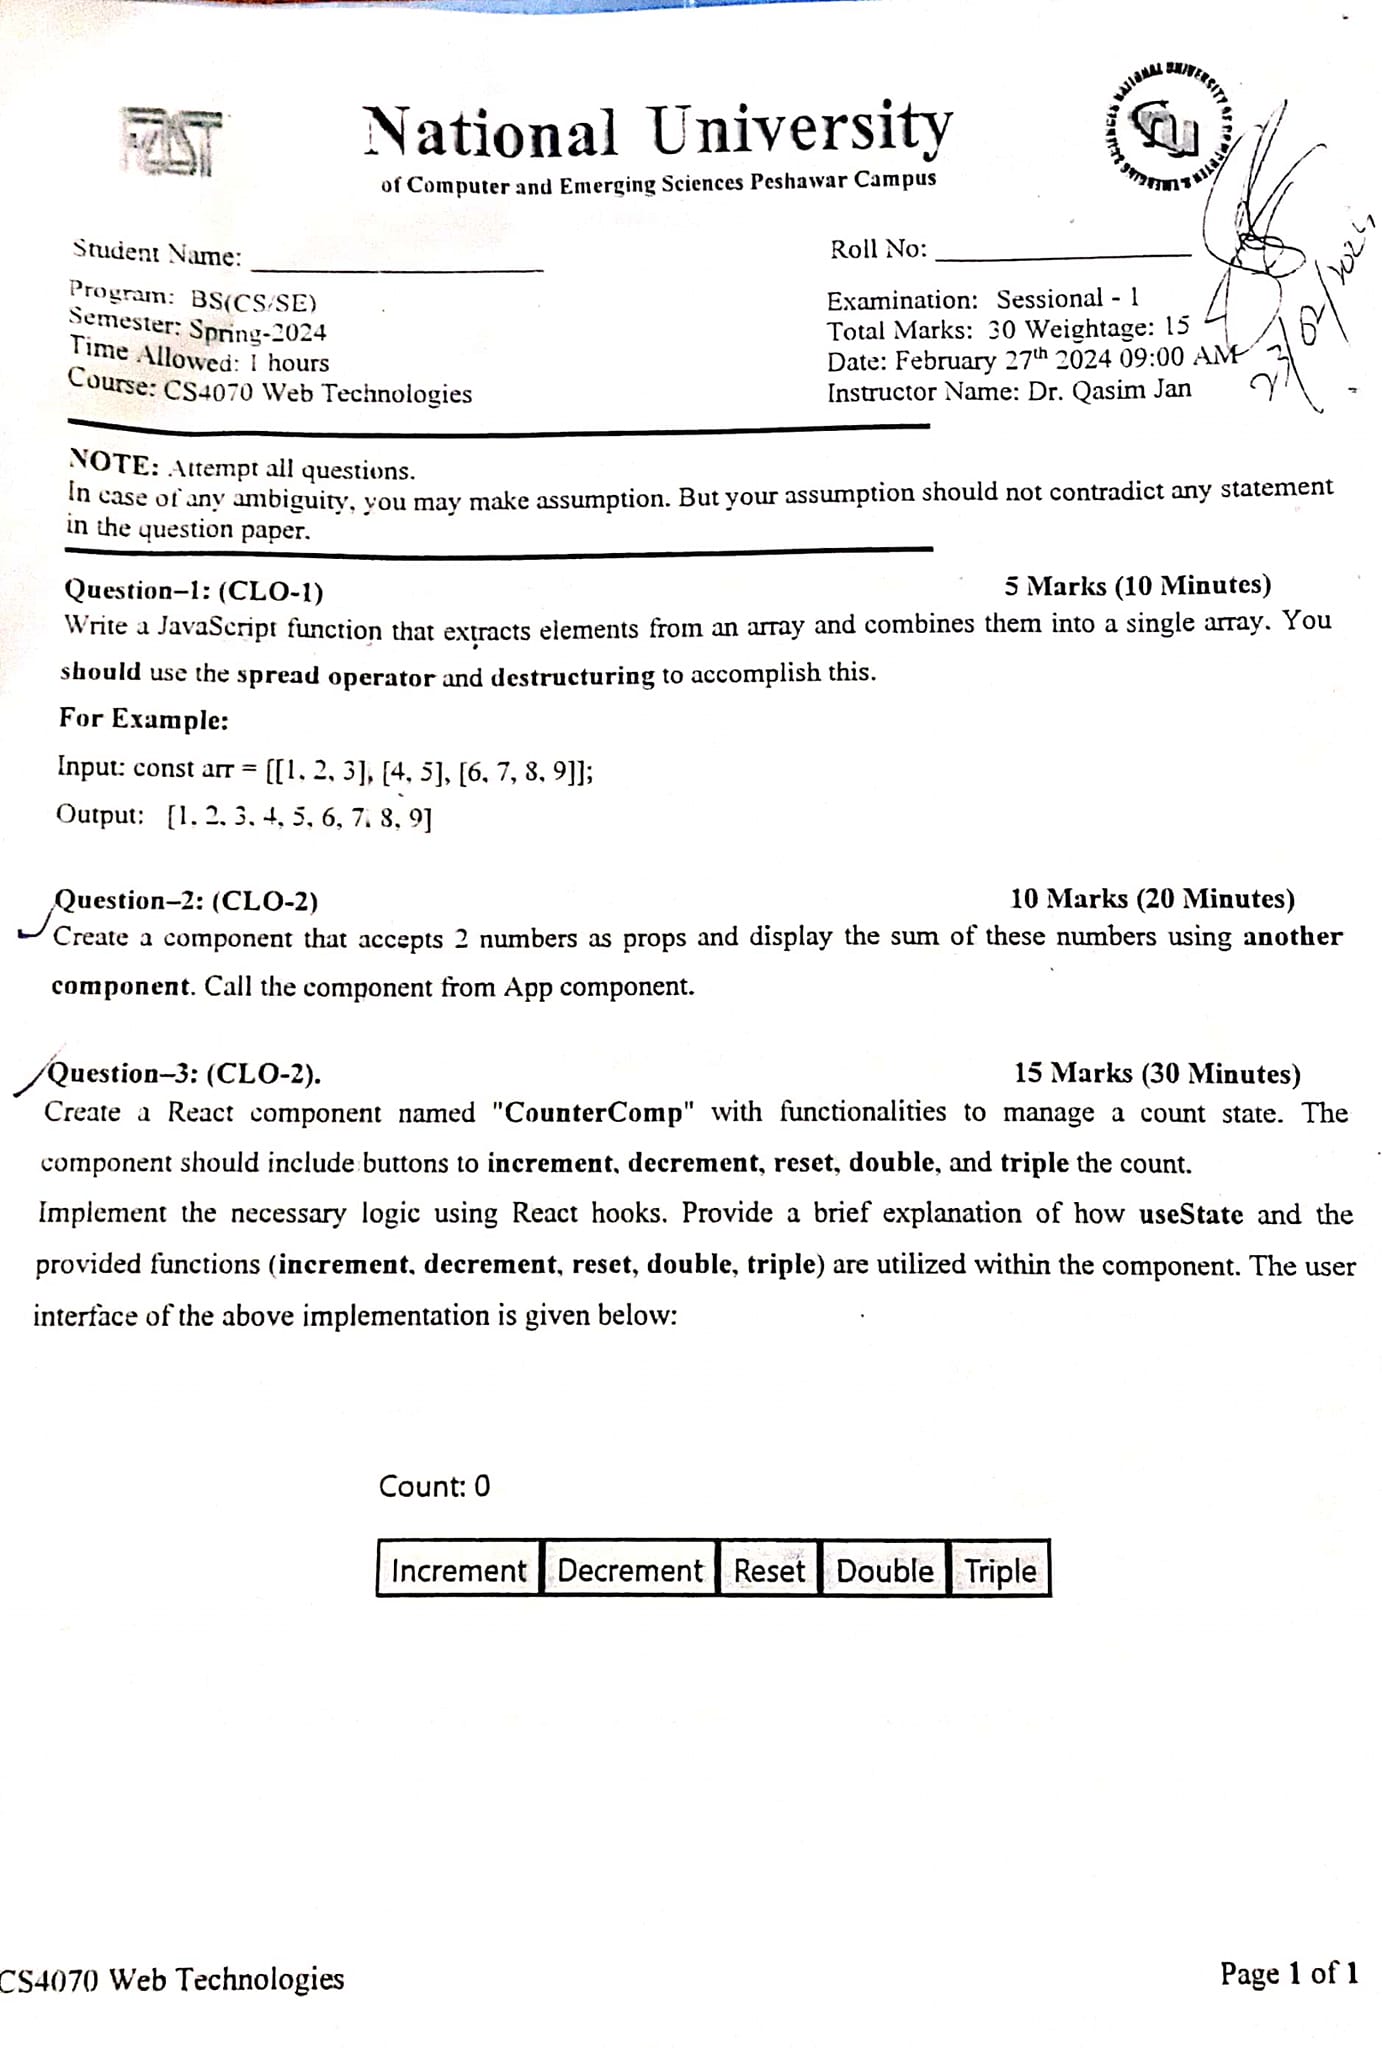 FAST
National University
of Computer and Emerging Sciences Peshawar Campus
NATIONAL UNIVERSITY OF COMPUTER & EMERGING SCIENCES
Student Name:
Roll No:
Program: BS(CS/SE)
Semester: Spring-2024
Time Allowed: 1 hours
Course: CS4070 Web Technologies
Examination: Sessional - 1
Total Marks: 30 Weightage: 15
Date: February 27th 2024 09:00 AM
Instructor Name: Dr. Qasim Jan
NOTE: Attempt all questions.
In case of any ambiguity, you may make assumption. But your assumption should not contradict any statement
in the question paper.
Question–1: (CLO-1) 5 Marks (10 Minutes)
Write a JavaScript function that extracts elements from an array and combines them into a single array. You
should use the spread operator and destructuring to accomplish this.
For Example:
Input: const arr = [[1, 2, 3], [4, 5], [6, 7, 8, 9]];
Output: [1, 2, 3, 4, 5, 6, 7, 8, 9]
Question–2: (CLO-2) 10 Marks (20 Minutes)
Create a component that accepts 2 numbers as props and display the sum of these numbers using another
component. Call the component from App component.
Question–3: (CLO-2). 15 Marks (30 Minutes)
Create a React component named "CounterComp" with functionalities to manage a count state. The
component should include buttons to increment, decrement, reset, double, and triple the count.
Implement the necessary logic using React hooks. Provide a brief explanation of how useState and the
provided functions (increment, decrement, reset, double, triple) are utilized within the component. The user
interface of the above implementation is given below:
Count: 0
Increment Decrement Reset Double Triple
CS4070 Web Technologies
Page 1 of 1